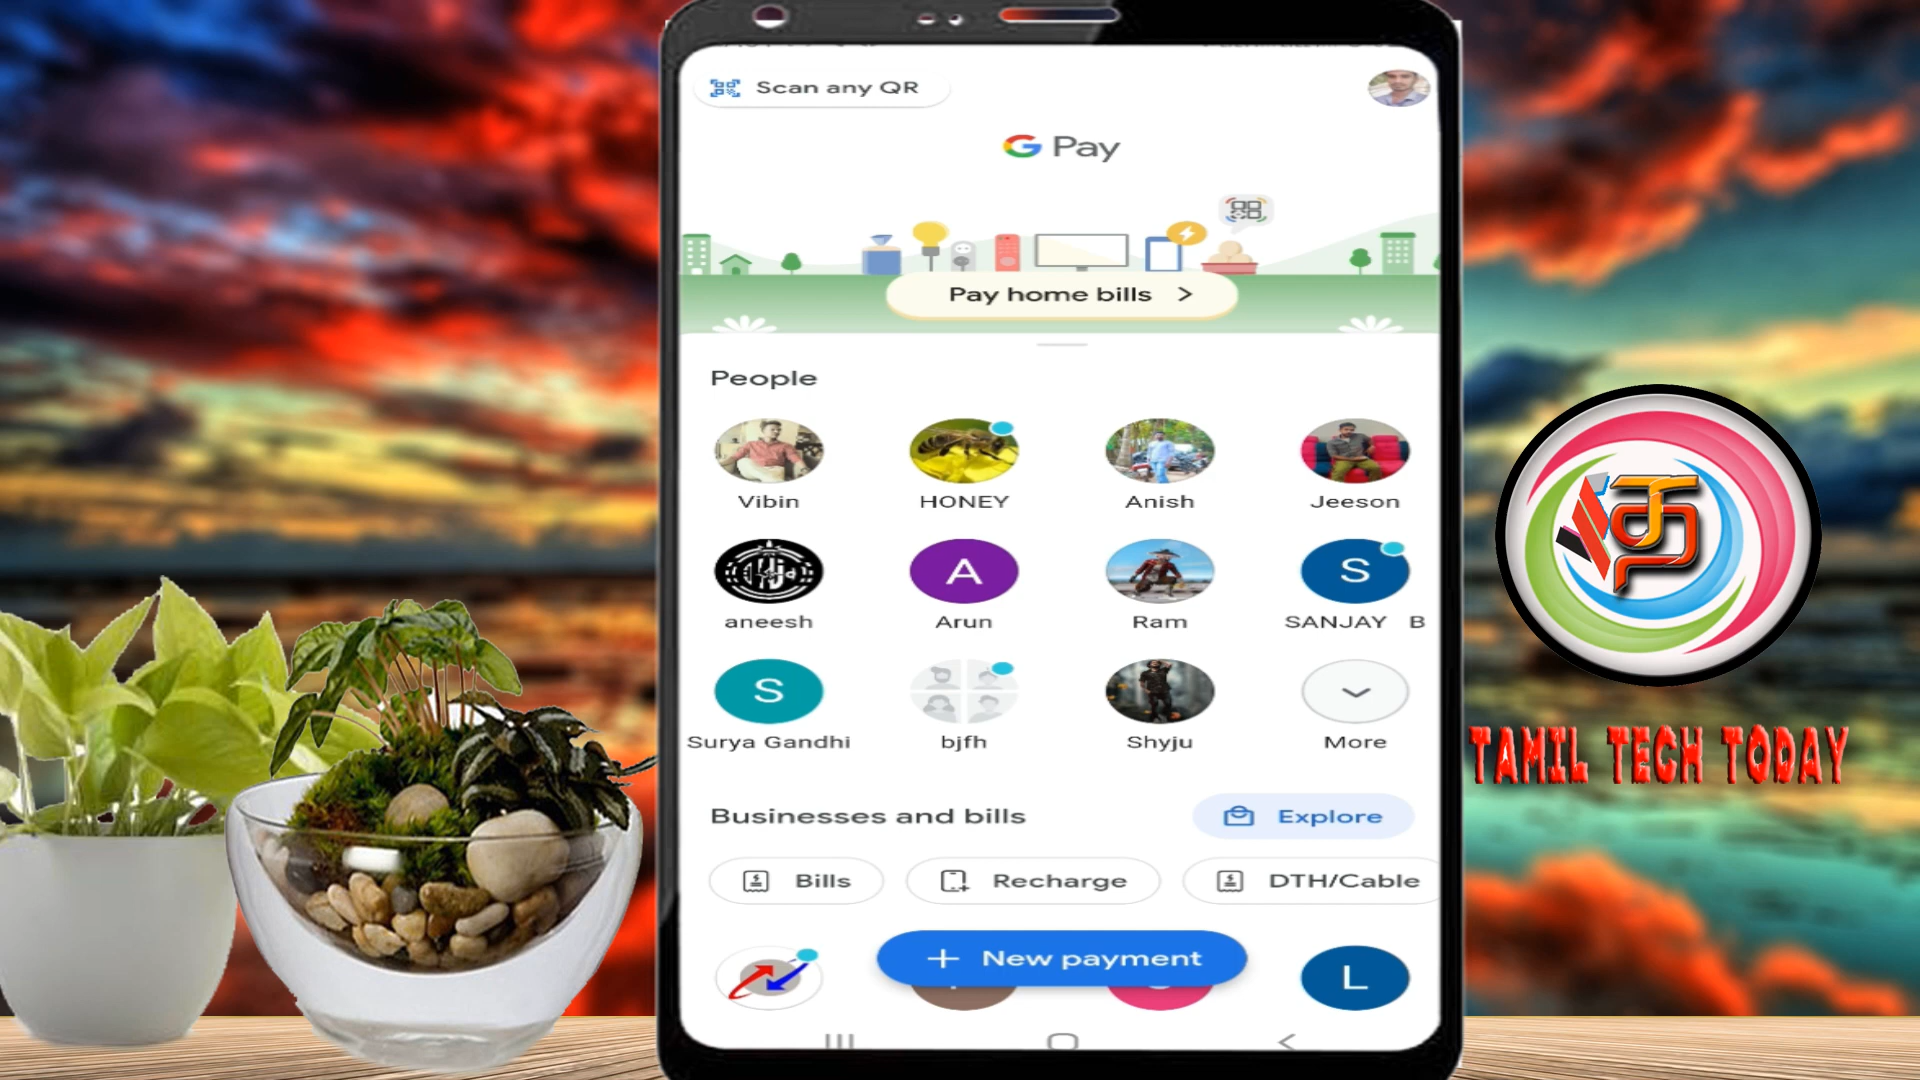 Scan any QR
G Pay
Pay home bills >
People
Vibin HONEY Anish Jeeson
A S
aneesh Arun Ram SANJAY B
S
Surya Gandhi bjfh Shyju More
Businesses and bills Explore
Bills Recharge DTH/Cable
+ New payment
L
TAMIL TECH TODAY